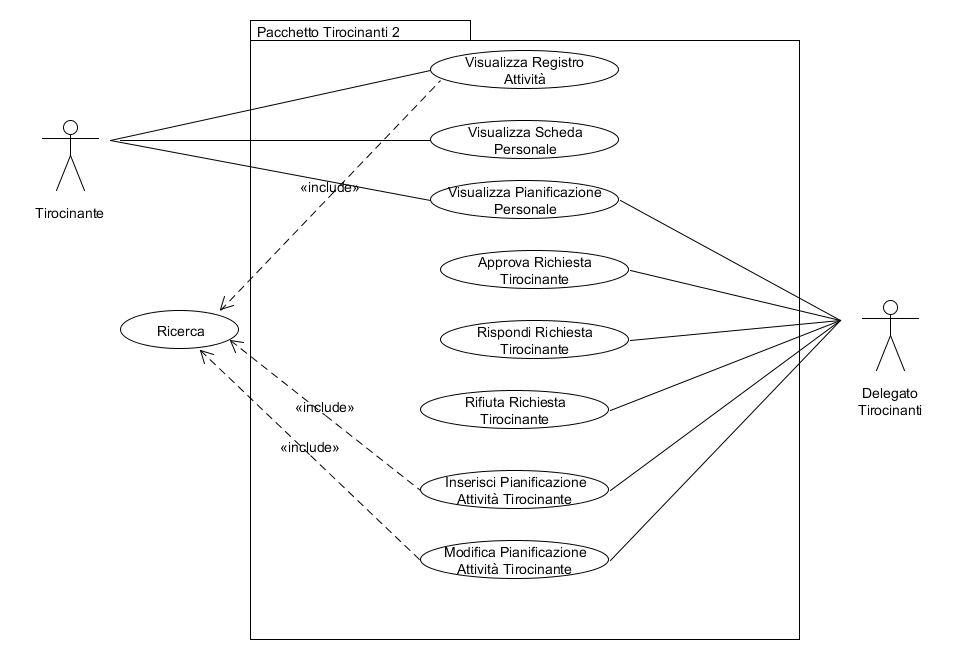 Pacchetto Tirocinanti 2
Visualizza Registro
Attività
Visualizza Scheda
Personale
«include»
Visualizza Pianificazione
Personale
Tirocinante
Approva Richiesta
Tirocinante
Ricerca
Rispondi Richiesta
Tirocinante
Delegato
Tirocinanti
Rifiuta Richiesta
Tirocinante
«include»
«include»
Inserisci Pianificazione
Attività Tirocinante
Modifica Pianificazione
Attività Tirocinante